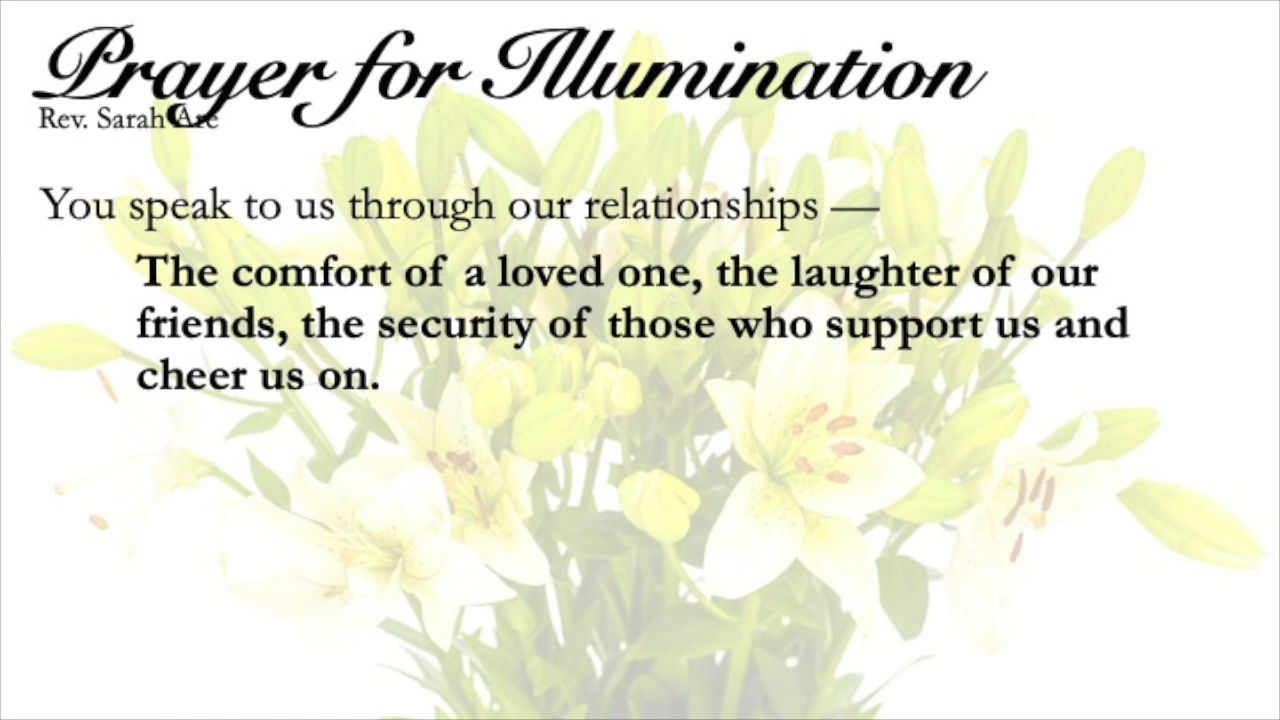 Prayer for Illumination
Rev. Sarah Are
You speak to us through our relationships —
The comfort of a loved one, the laughter of our
friends, the security of those who support us and
cheer us on.